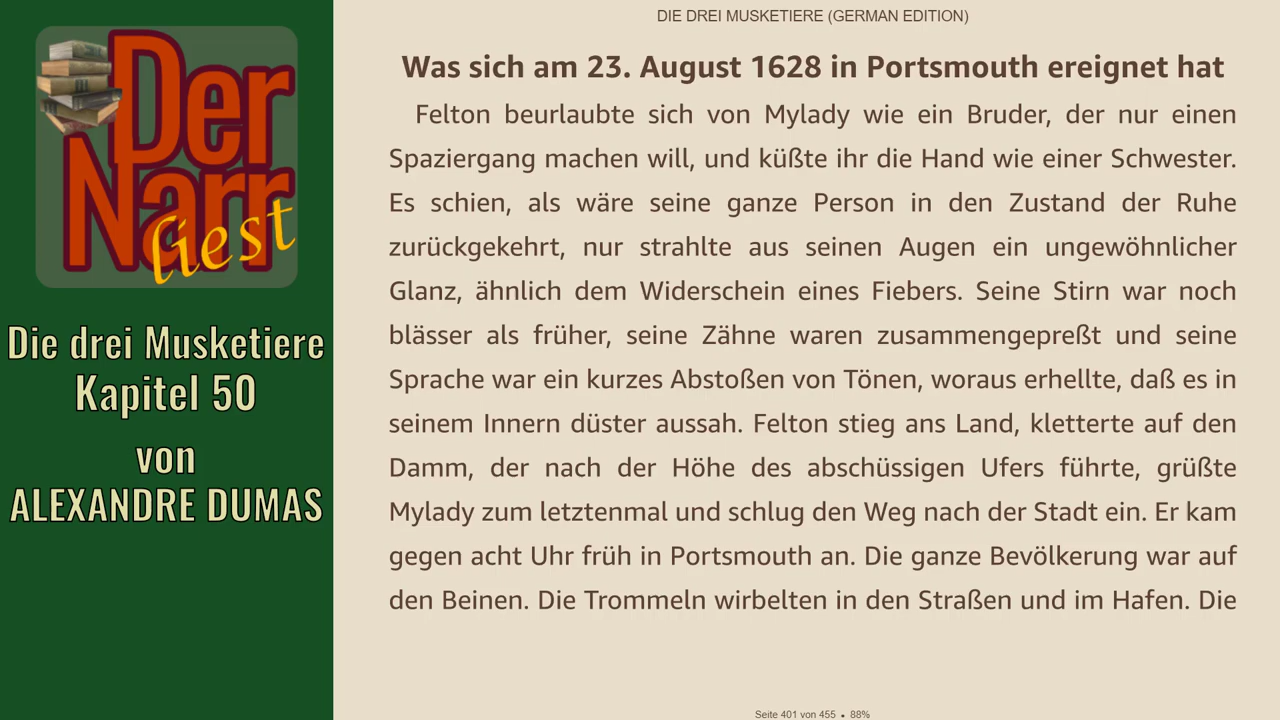 Der
Narr
liest
Die drei Musketiere
Kapitel 50
von
ALEXANDRE DUMAS
DIE DREI MUSKETIERE (GERMAN EDITION)
Was sich am 23. August 1628 in Portsmouth ereignet hat
Felton beurlaubte sich von Mylady wie ein Bruder, der nur einen
Spaziergang machen will, und küßte ihr die Hand wie einer Schwester.
Es schien, als wäre seine ganze Person in den Zustand der Ruhe
zurückgekehrt, nur strahlte aus seinen Augen ein ungewöhnlicher
Glanz, ähnlich dem Widerschein eines Fiebers. Seine Stirn war noch
blässer als früher, seine Zähne waren zusammengepreßt und seine
Sprache war ein kurzes Abstoßen von Tönen, woraus erhellte, daß es in
seinem Innern düster aussah. Felton stieg ans Land, kletterte auf den
Damm, der nach der Höhe des abschüssigen Ufers führte, grüßte
Mylady zum letztenmal und schlug den Weg nach der Stadt ein. Er kam
gegen acht Uhr früh in Portsmouth an. Die ganze Bevölkerung war auf
den Beinen. Die Trommeln wirbelten in den Straßen und im Hafen. Die
Seite 401 von 455 • 88%